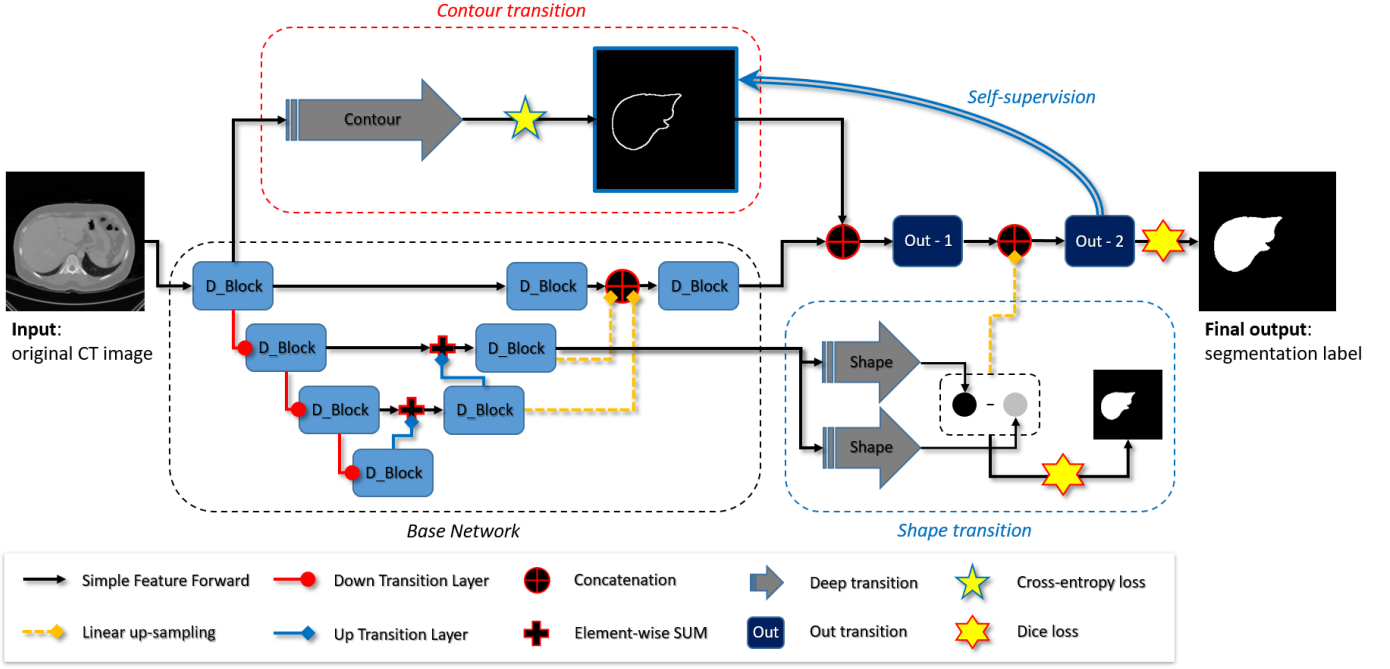 Contour transition
Contour
Self-supervision
Out - 1
Out - 2
D_Block
D_Block
D_Block
Input:
original CT image
D_Block
D_Block
Final output:
segmentation label
Shape
D_Block
D_Block
-
Shape
D_Block
Base Network
Shape transition
Simple Feature Forward
Down Transition Layer
Concatenation
Deep transition
Cross-entropy loss
Linear up-sampling
Up Transition Layer
Element-wise SUM
Out
Out transition
Dice loss